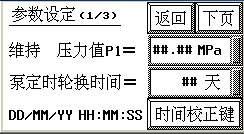 参数设定(1/3) 返回 下页
维持 压力值P1= ##.## MPa
泵定时轮换时间= ## 天
DD/MM/YY HH:MM:SS 时间校正键